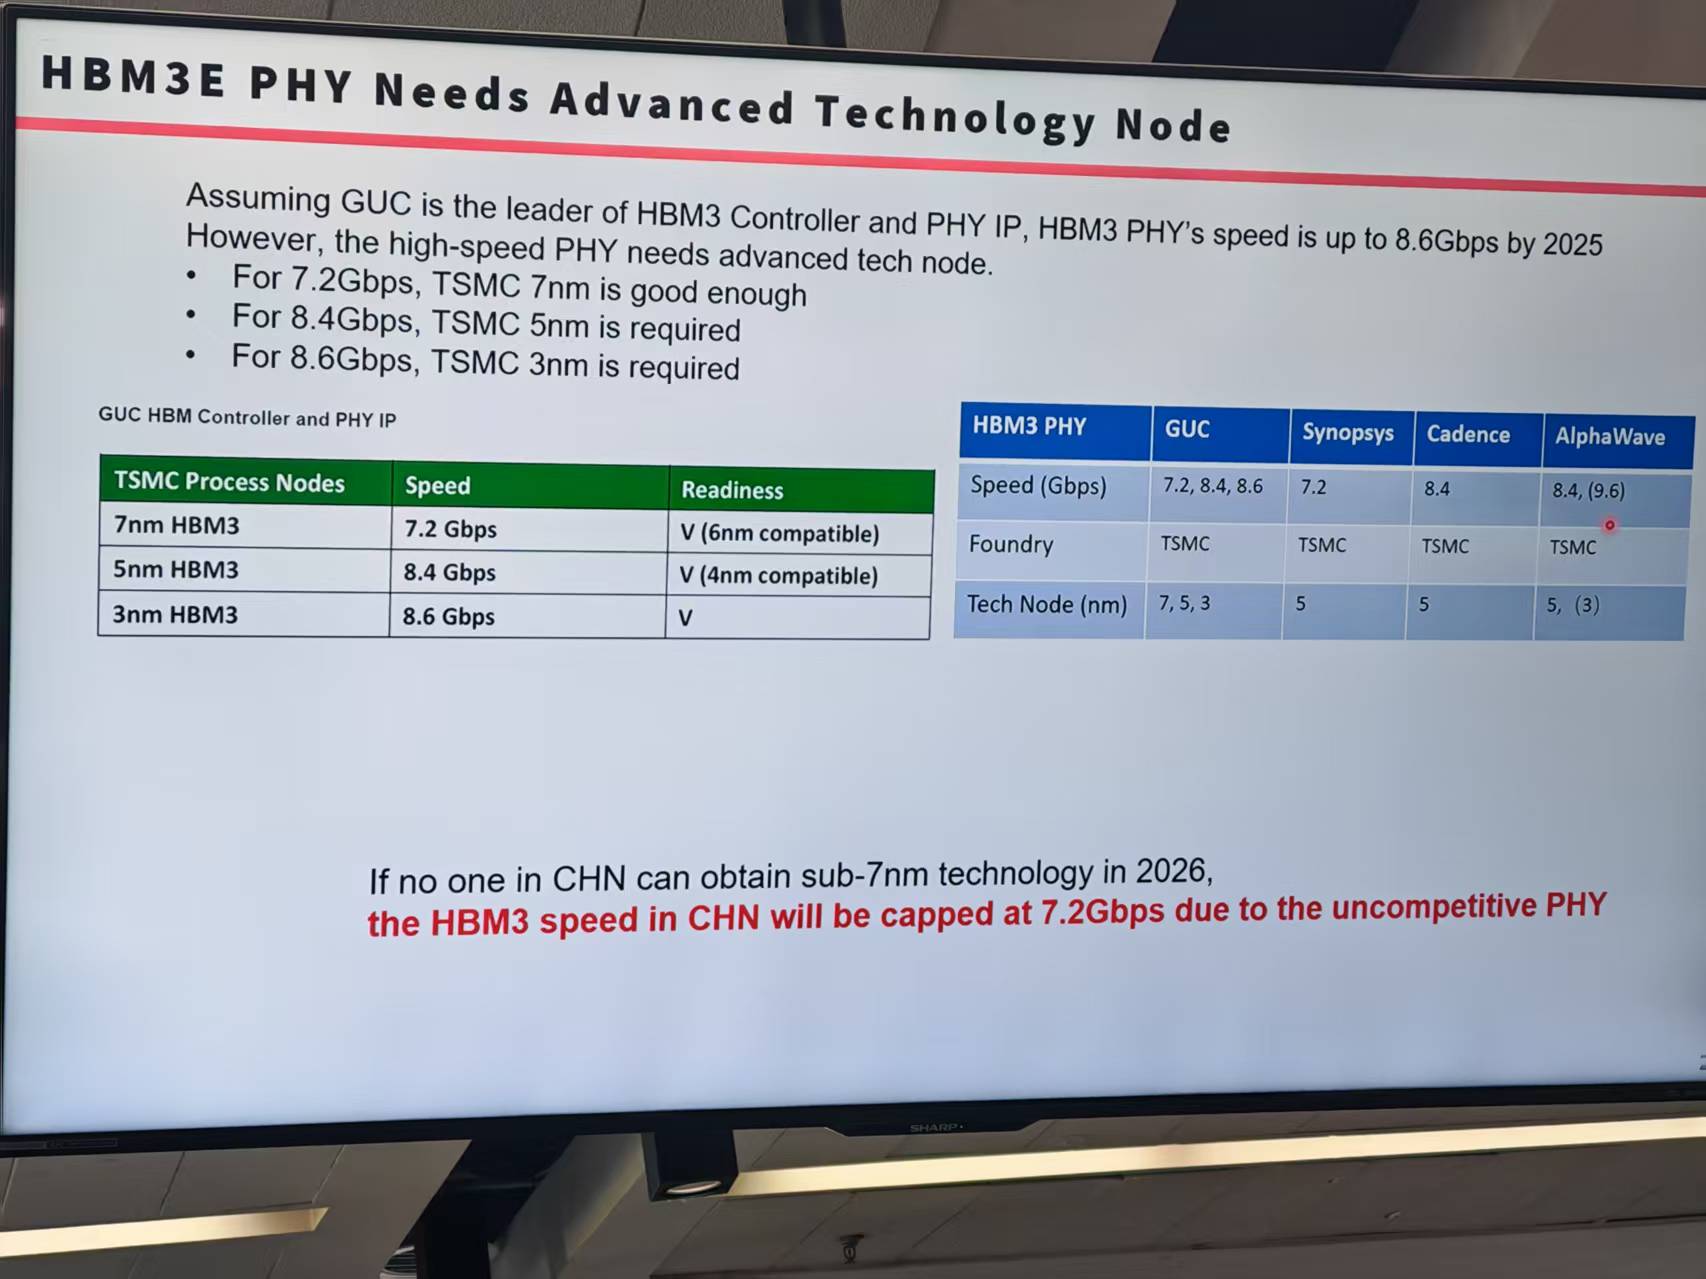 HBM3E PHY Needs Advanced Technology Node
Assuming GUC is the leader of HBM3 Controller and PHY IP, HBM3 PHY's speed is up to 8.6Gbps by 2025
However, the high-speed PHY needs advanced tech node.
• For 7.2Gbps, TSMC 7nm is good enough
• For 8.4Gbps, TSMC 5nm is required
• For 8.6Gbps, TSMC 3nm is required
GUC HBM Controller and PHY IP
TSMC Process Nodes Speed Readiness
7nm HBM3 7.2 Gbps V (6nm compatible)
5nm HBM3 8.4 Gbps V (4nm compatible)
3nm HBM3 8.6 Gbps V
HBM3 PHY GUC Synopsys Cadence AlphaWave
Speed (Gbps) 7.2, 8.4, 8.6 7.2 8.4 8.4, (9.6)
Foundry TSMC TSMC TSMC TSMC
Tech Node (nm) 7, 5, 3 5 5 5, (3)
If no one in CHN can obtain sub-7nm technology in 2026,
the HBM3 speed in CHN will be capped at 7.2Gbps due to the uncompetitive PHY
SHARP